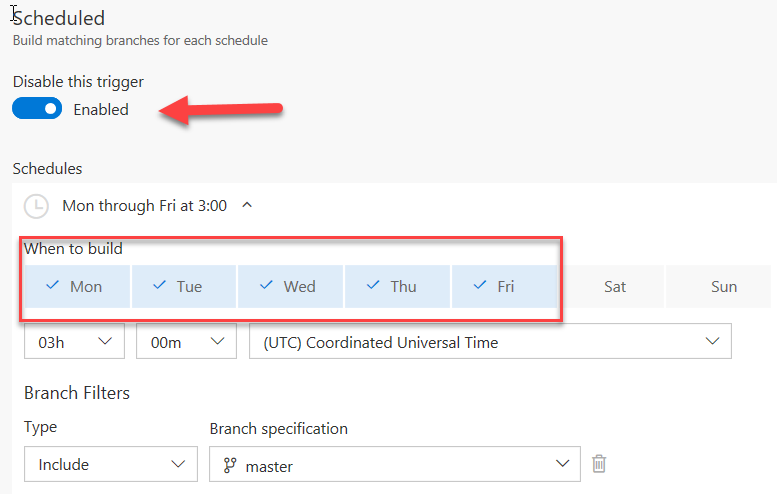 Scheduled
Build matching branches for each schedule
Disable this trigger
Enabled
Schedules
Mon through Fri at 3:00
When to build
Mon Tue Wed Thu Fri Sat Sun
03h 00m (UTC) Coordinated Universal Time
Branch Filters
Type Branch specification
Include master